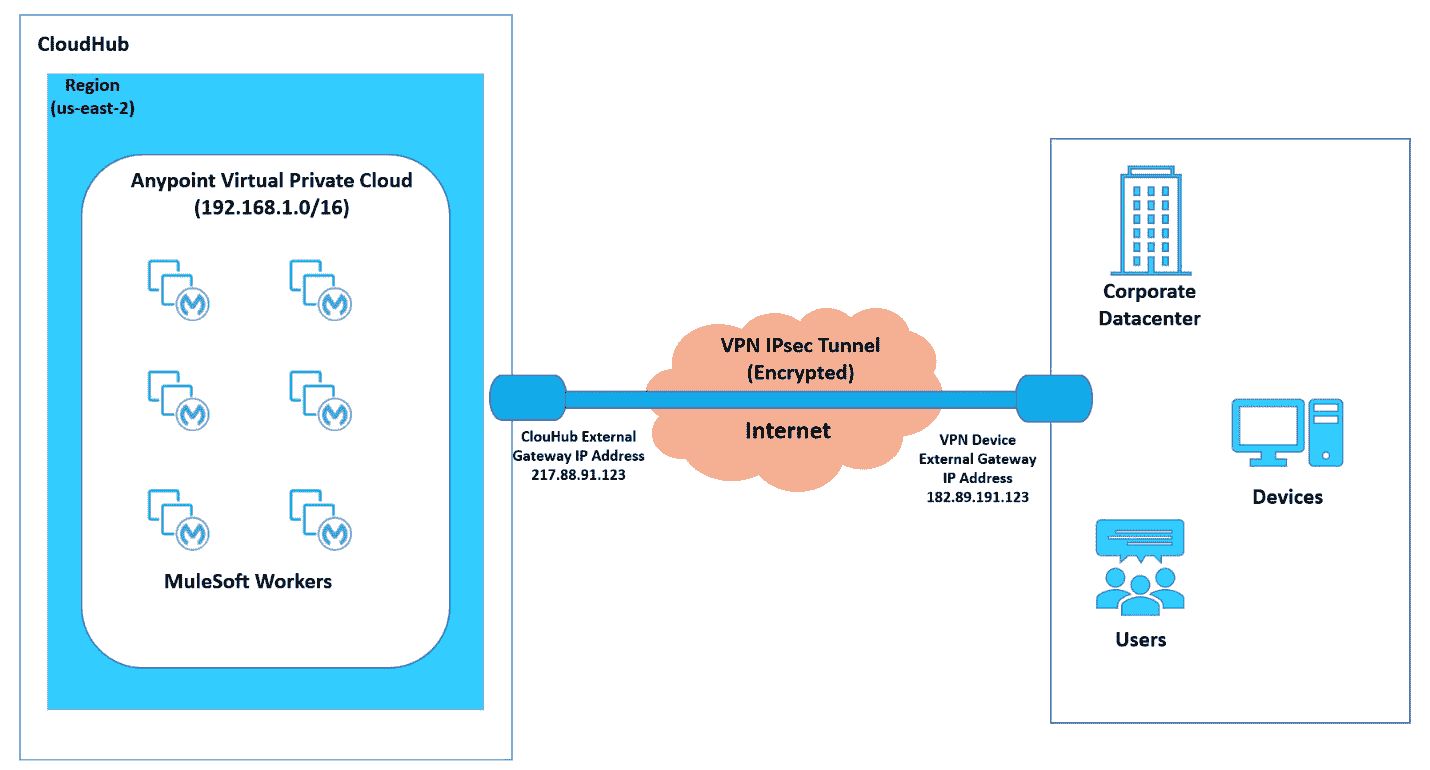 CloudHub
Region
(us-east-2)
Anypoint Virtual Private Cloud
(192.168.1.0/16)
MuleSoft Workers
VPN IPsec Tunnel
(Encrypted)
Internet
ClouHub External
Gateway IP Address
217.88.91.123
VPN Device
External Gateway
IP Address
182.89.191.123
Corporate
Datacenter
Devices
Users